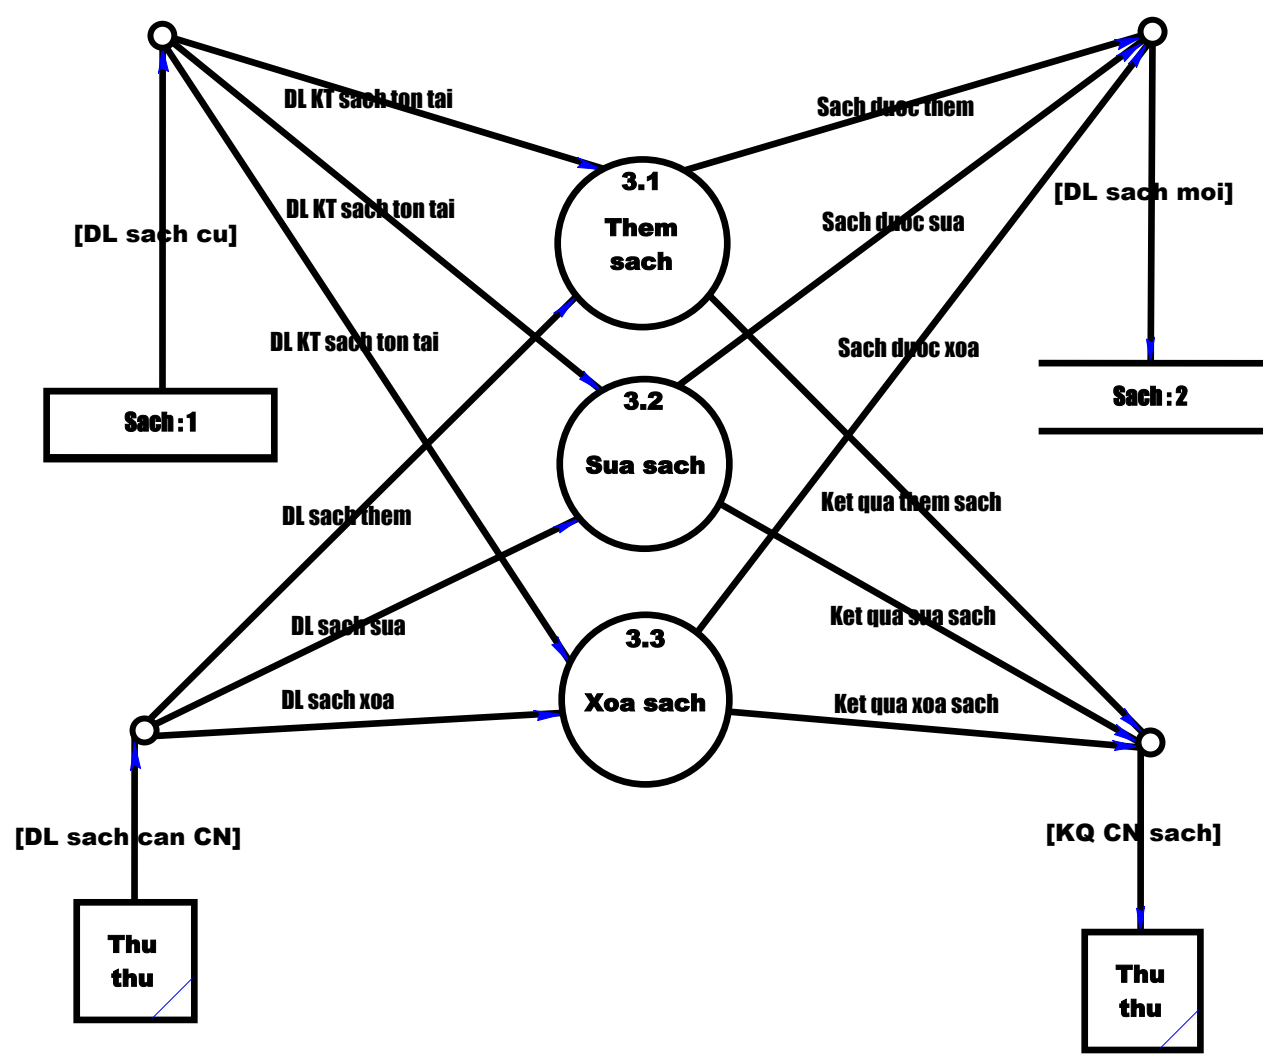 DL KT sach ton tai
Sach duoc them
3.1
Them
sach
DL KT sach ton tai
[DL sach moi]
Sach duoc sua
[DL sach cu]
DL KT sach ton tai
Sach duoc xoa
3.2
Sua sach
Sach : 1
Sach : 2
DL sach them
Ket qua them sach
DL sach sua
Ket qua sua sach
3.3
Xoa sach
DL sach xoa
Ket qua xoa sach
[DL sach can CN]
[KQ CN sach]
Thu
thu
Thu
thu